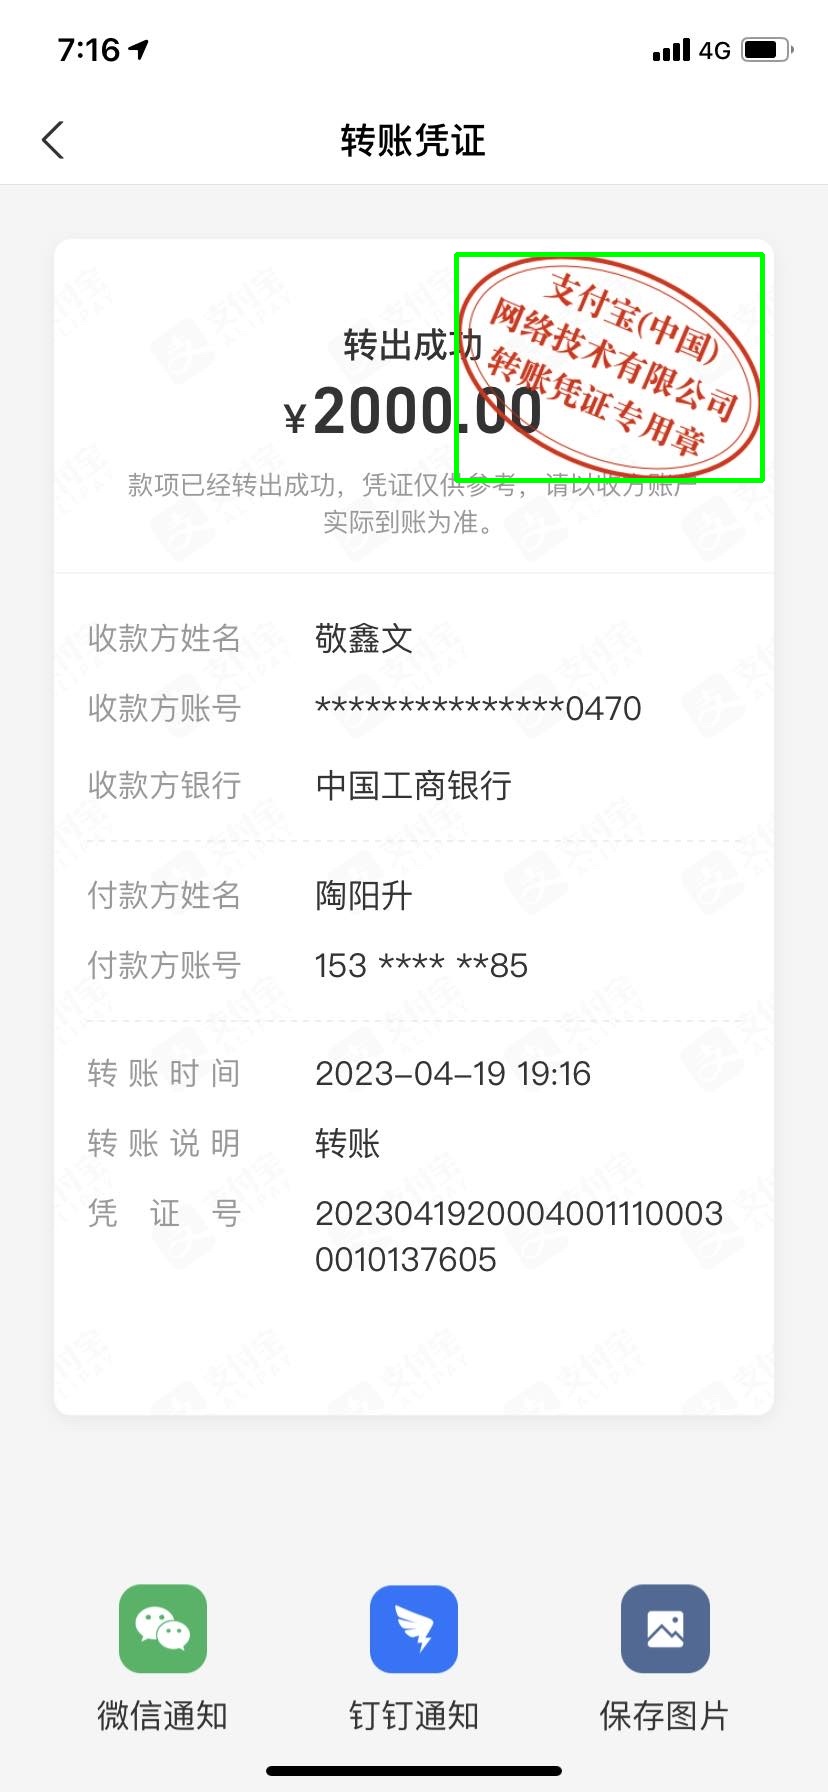 7:16
4G
转账凭证
支付宝(中国)
网络技术有限公司
转账凭证专用章
转出成功
¥2000.00
款项已经转出成功，凭证仅供参考，请以收方账户
实际到账为准。
收款方姓名 敬鑫文
收款方账号 ***************0470
收款方银行 中国工商银行
付款方姓名 陶阳升
付款方账号 153 **** **85
转账时间 2023-04-19 19:16
转账说明 转账
凭证号 2023041920004001110003
0010137605
微信通知 钉钉通知 保存图片